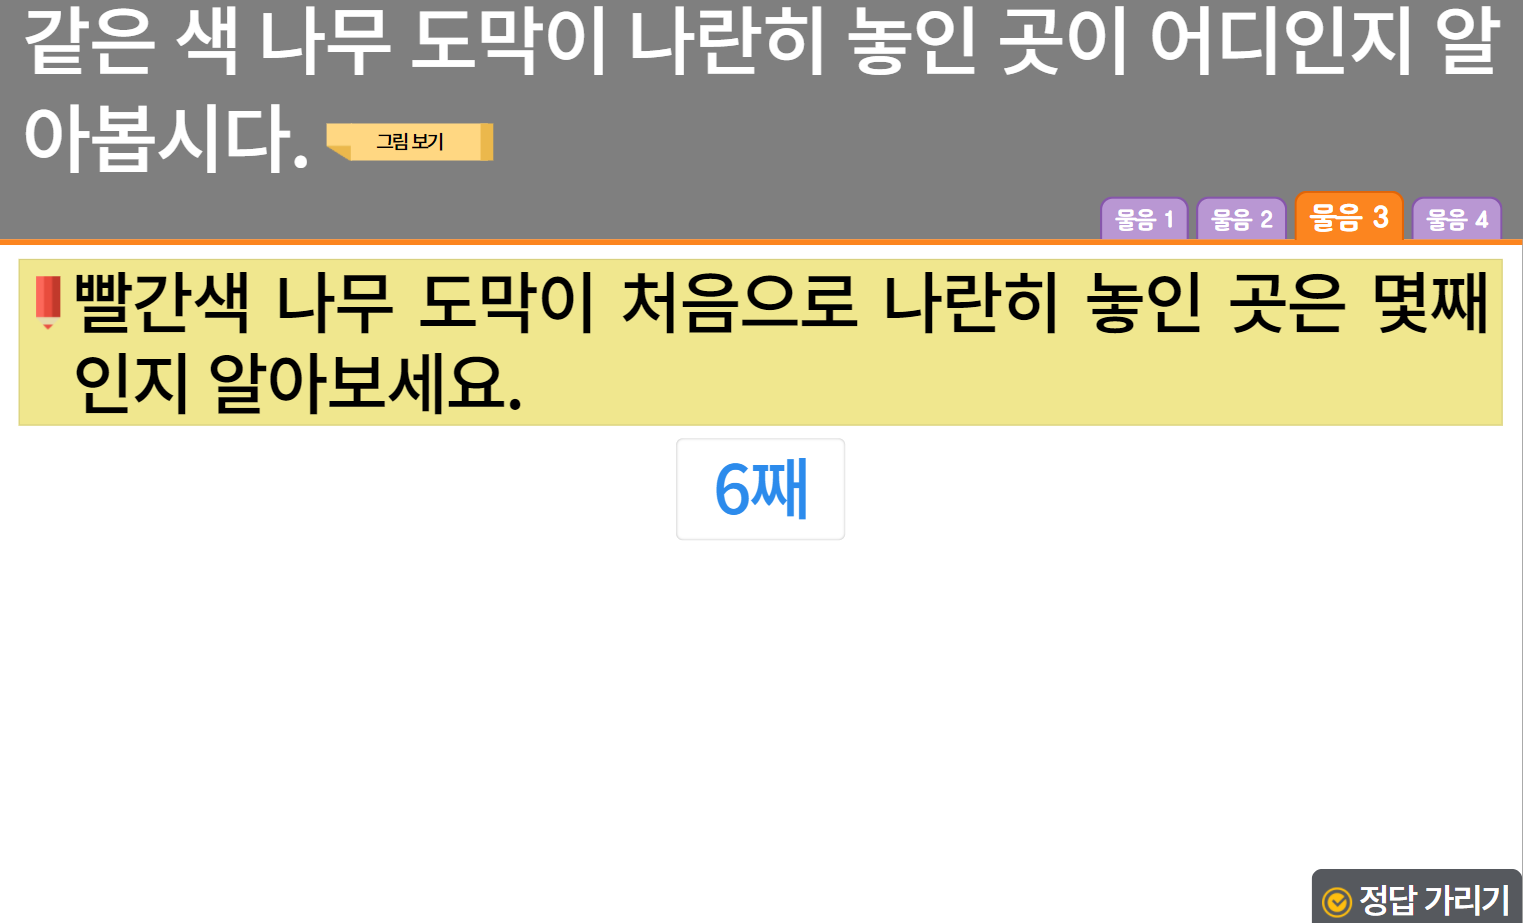 같은 색 나무 도막이 나란히 놓인 곳이 어디인지 알
아봅시다. 그림 보기
물음 1 물음 2 물음 3 물음 4
빨간색 나무 도막이 처음으로 나란히 놓인 곳은 몇째
인지 알아보세요.
6째
정답 가리기